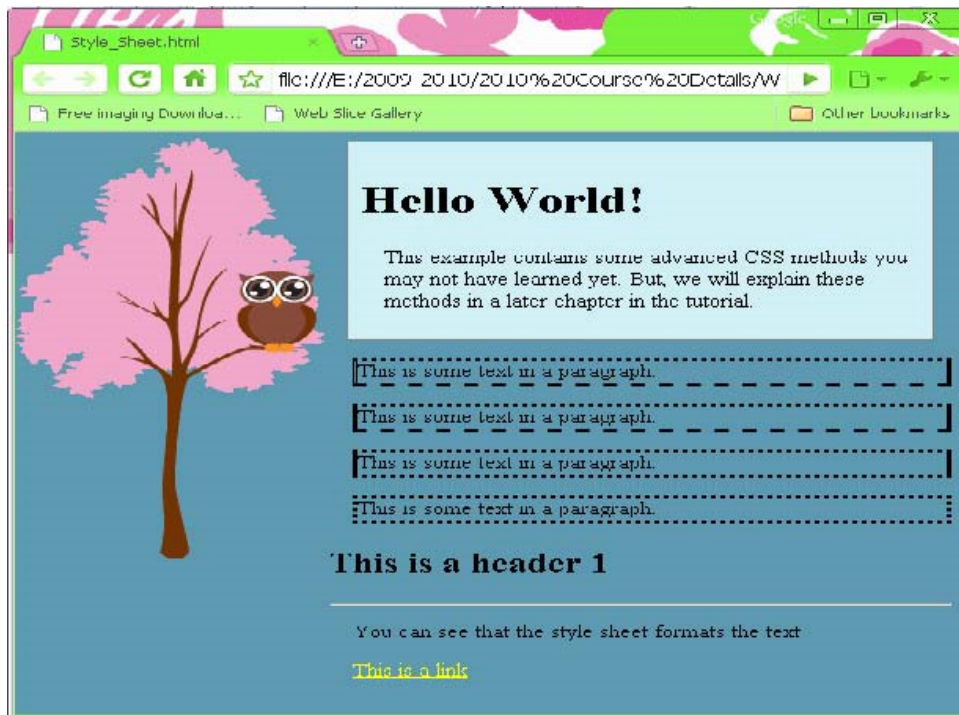 Google
Style_Sheet.html
file:///E:/2009-2010/2010%20Course%20Details/W
Free imaging Downloa...
Web Slice Gallery
Other bookmarks
Hello World!
This example contains some advanced CSS methods you
may not have learned yet. But, we will explain these
methods in a later chapter in the tutorial.
This is some text in a paragraph.
This is some text in a paragraph.
This is some text in a paragraph.
This is some text in a paragraph.
This is a header 1
You can see that the style sheet formats the text
This is a link